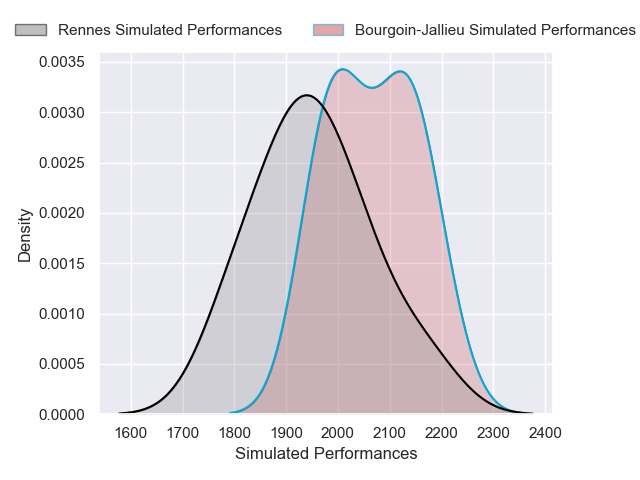 Rennes Simulated Performances
Bourgoin-Jallieu Simulated Performances
0.0035
0.0030
0.0025
0.0020
0.0015
0.0010
0.0005
0.0000
Density
1600 1700 1800 1900 2000 2100 2200 2300 2400
Simulated Performances